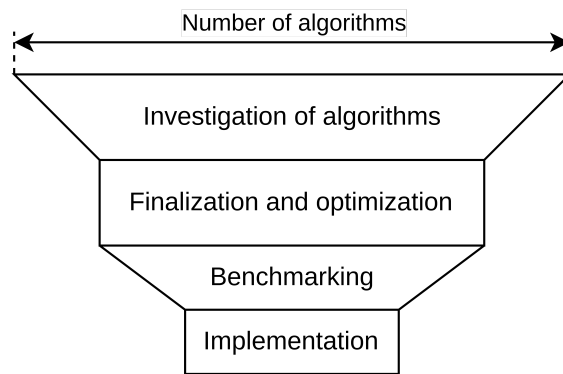 Number of algorithms
Investigation of algorithms
Finalization and optimization
Benchmarking
Implementation